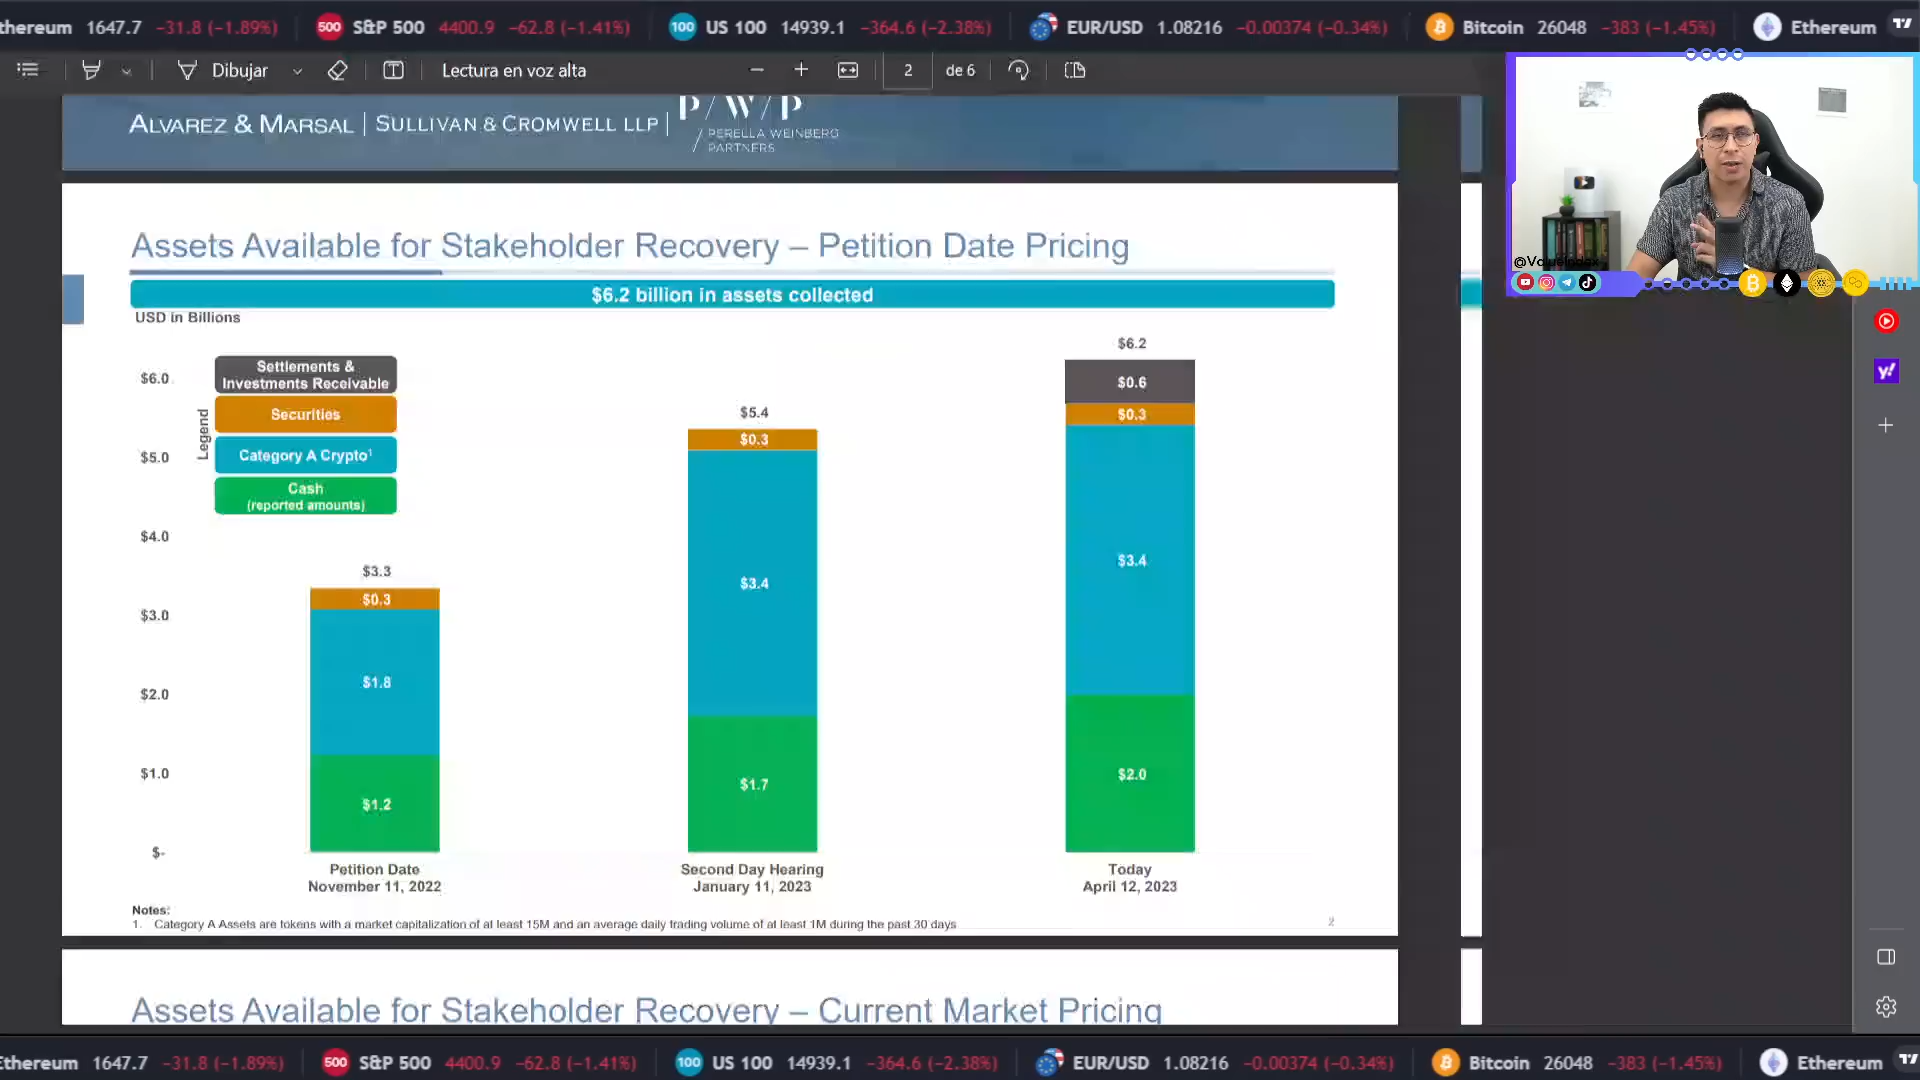 thereum 1647.7 −31.8 (−1.89%) 500 S&P 500 4400.9 −62.8 (−1.41%) 100 US 100 14939.1 −364.6 (−2.38%) EUR/USD 1.08216 −0.00374 (−0.34%) Bitcoin 26048 −383 (−1.45%) Ethereum
Dibujar Lectura en voz alta 2 de 6
ALVAREZ & MARSAL | SULLIVAN & CROMWELL LLP | P/W/P
PERELLA WEINBERG
PARTNERS
Assets Available for Stakeholder Recovery – Petition Date Pricing
$6.2 billion in assets collected
USD in Billions
Legend
Settlements &
Investments Receivable
Securities
Category A Crypto1
Cash
(reported amounts)
$6.0
$5.0
$4.0
$3.0
$2.0
$1.0
$-
$3.3
$0.3
$1.8
$1.2
$5.4
$0.3
$3.4
$1.7
$6.2
$0.6
$0.3
$3.4
$2.0
Petition Date
November 11, 2022
Second Day Hearing
January 11, 2023
Today
April 12, 2023
Notes:
1. Category A Assets are tokens with a market capitalization of at least 15M and an average daily trading volume of at least 1M during the past 30 days
2
Assets Available for Stakeholder Recovery – Current Market Pricing
Ethereum 1647.7 −31.8 (−1.89%) 500 S&P 500 4400.9 −62.8 (−1.41%) 100 US 100 14939.1 −364.6 (−2.38%) EUR/USD 1.08216 −0.00374 (−0.34%) Bitcoin 26048 −383 (−1.45%) Ethereum